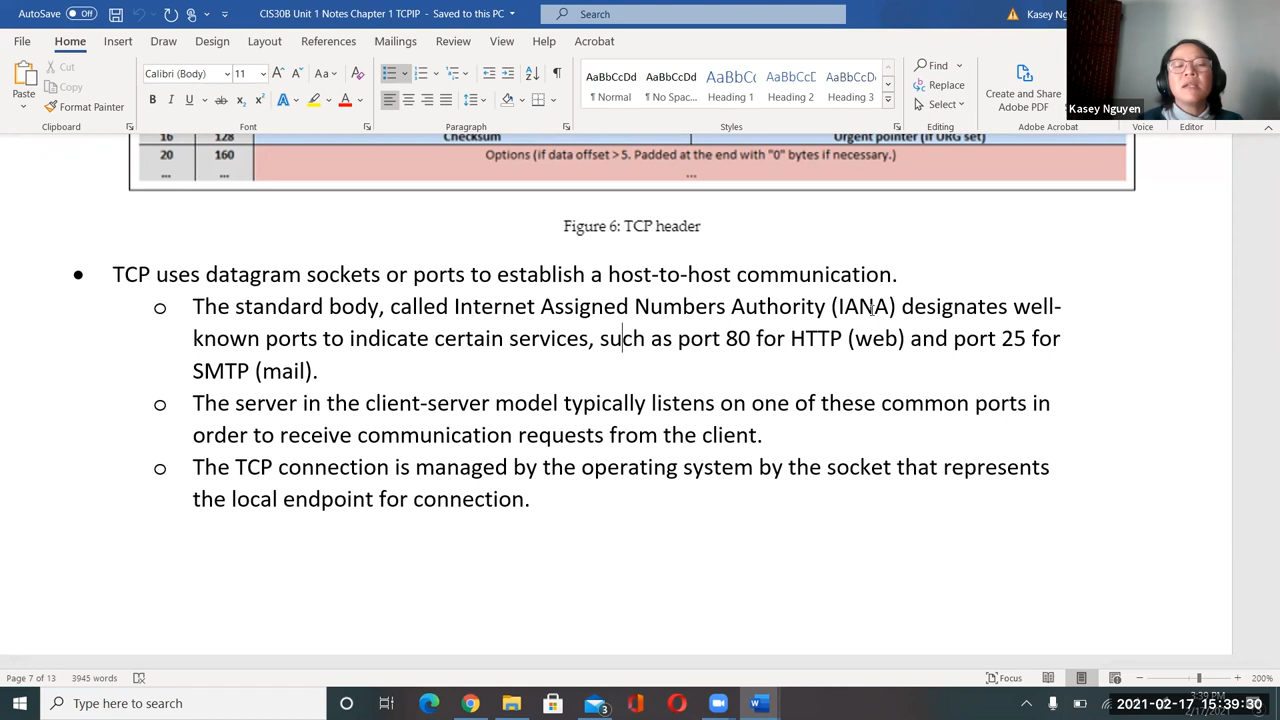 AutoSave Off CIS30B Unit 1 Notes Chapter 1 TCPIP - Saved to this PC Search Kasey Ng
File Home Insert Draw Design Layout References Mailings Review View Help Acrobat
Paste Cut Copy Format Painter
Calibri (Body) 11
AaBbCcDd AaBbCcDd AaBbCc AaBbCcD AaBbCcDd
¶ Normal ¶ No Spac... Heading 1 Heading 2 Heading 3
Find Replace Select
Create and Share Adobe PDF
Kasey Nguyen
Clipboard Font Paragraph Styles Editing Adobe Acrobat Voice Editor
16 128 Checksum Urgent pointer (if URG set)
20 160 Options (if data offset > 5. Padded at the end with "0" bytes if necessary.)
... ... ...
Figure 6: TCP header
• TCP uses datagram sockets or ports to establish a host-to-host communication.
o The standard body, called Internet Assigned Numbers Authority (IANA) designates well-
known ports to indicate certain services, such as port 80 for HTTP (web) and port 25 for
SMTP (mail).
o The server in the client-server model typically listens on one of these common ports in
order to receive communication requests from the client.
o The TCP connection is managed by the operating system by the socket that represents
the local endpoint for connection.
Page 7 of 13 3945 words Focus 200%
Type here to search 3
2021-02-17 15:39:30